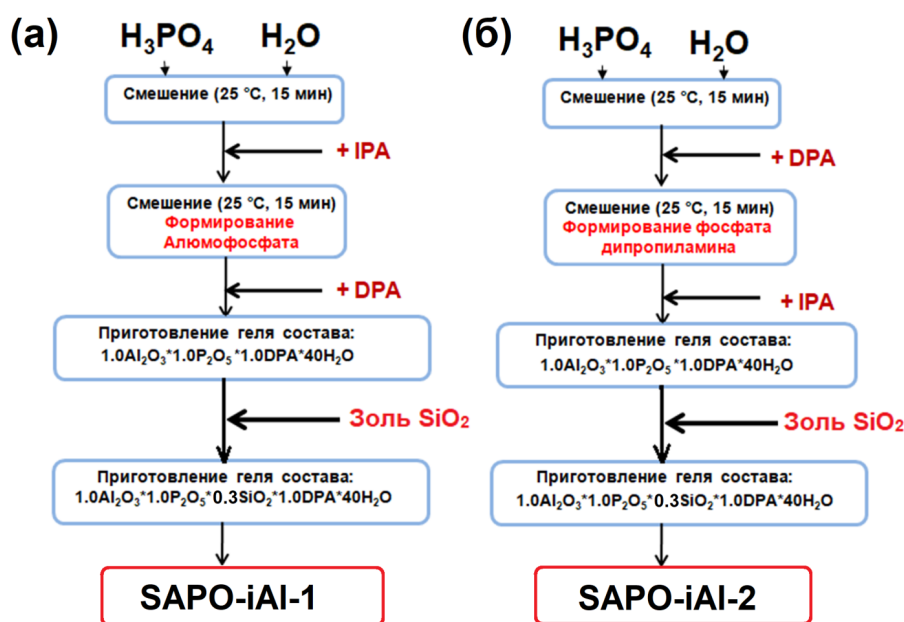 (а)
H₃PO₄ H₂O
Смешение (25 °C, 15 мин)
+ IPA
Смешение (25 °C, 15 мин)
Формирование
Алюмофосфата
+ DPA
Приготовление геля состава:
1.0Al₂O₃*1.0P₂O₅*1.0DPA*40H₂O
Золь SiO₂
Приготовление геля состава:
1.0Al₂O₃*1.0P₂O₅*0.3SiO₂*1.0DPA*40H₂O
SAPO-iAl-1
(б)
H₃PO₄ H₂O
Смешение (25 °C, 15 мин)
+ DPA
Смешение (25 °C, 15 мин)
Формирование фосфата
дипропиламина
+ IPA
Приготовление геля состава:
1.0Al₂O₃*1.0P₂O₅*1.0DPA*40H₂O
Золь SiO₂
Приготовление геля состава:
1.0Al₂O₃*1.0P₂O₅*0.3SiO₂*1.0DPA*40H₂O
SAPO-iAl-2